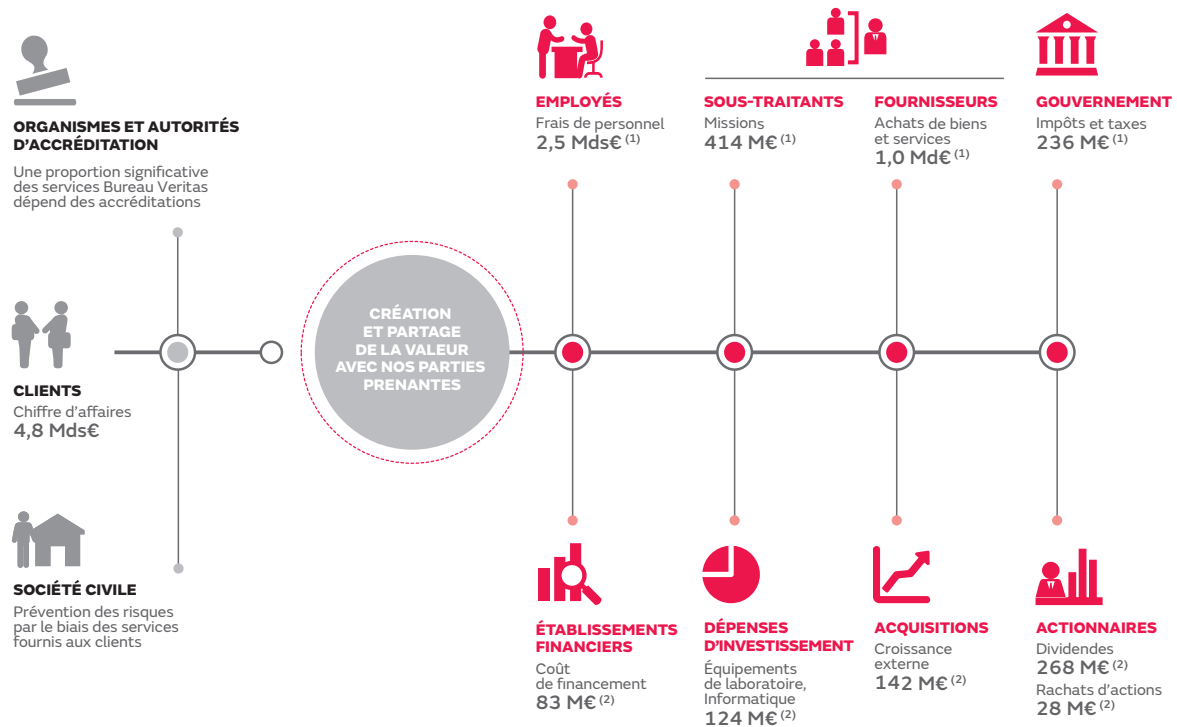 ORGANISMES ET AUTORITÉS
D'ACCRÉDITATION
Une proportion significative
des services Bureau Veritas
dépend des accréditations
CLIENTS
Chiffre d'affaires
4,8 Mds€
SOCIÉTÉ CIVILE
Prévention des risques
par le biais des services
fournis aux clients
CRÉATION
ET PARTAGE
DE LA VALEUR
AVEC NOS PARTIES
PRENANTES
EMPLOYÉS
Frais de personnel
2,5 Mds€ (1)
SOUS-TRAITANTS
Missions
414 M€ (1)
FOURNISSEURS
Achats de biens
et services
1,0 Md€ (1)
GOUVERNEMENT
Impôts et taxes
236 M€ (1)
ÉTABLISSEMENTS
FINANCIERS
Coût
de financement
83 M€ (2)
DÉPENSES
D'INVESTISSEMENT
Équipements
de laboratoire,
Informatique
124 M€ (2)
ACQUISITIONS
Croissance
externe
142 M€ (2)
ACTIONNAIRES
Dividendes
268 M€ (2)
Rachats d'actions
28 M€ (2)